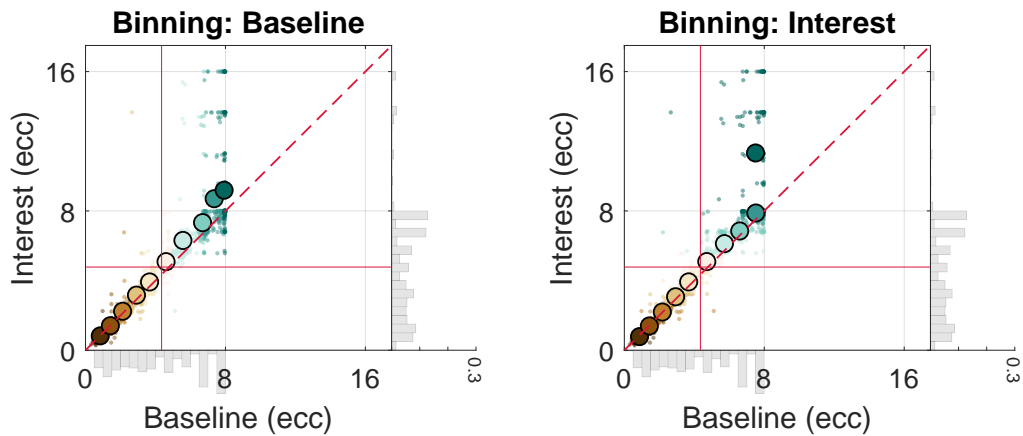 Binning: Baseline
Interest (ecc)
16
8
0
0
8
16
0.3
Baseline (ecc)
Binning: Interest
Interest (ecc)
16
8
0
0
8
16
0.3
Baseline (ecc)